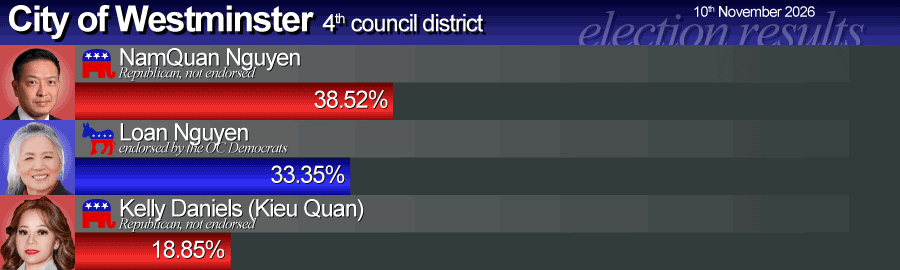 City of Westminster 4th council district
10th November 2026
election results
NamQuan Nguyen
Republican, not endorsed
38.52%
Loan Nguyen
endorsed by the OC Democrats
33.35%
Kelly Daniels (Kieu Quan)
Republican, not endorsed
18.85%